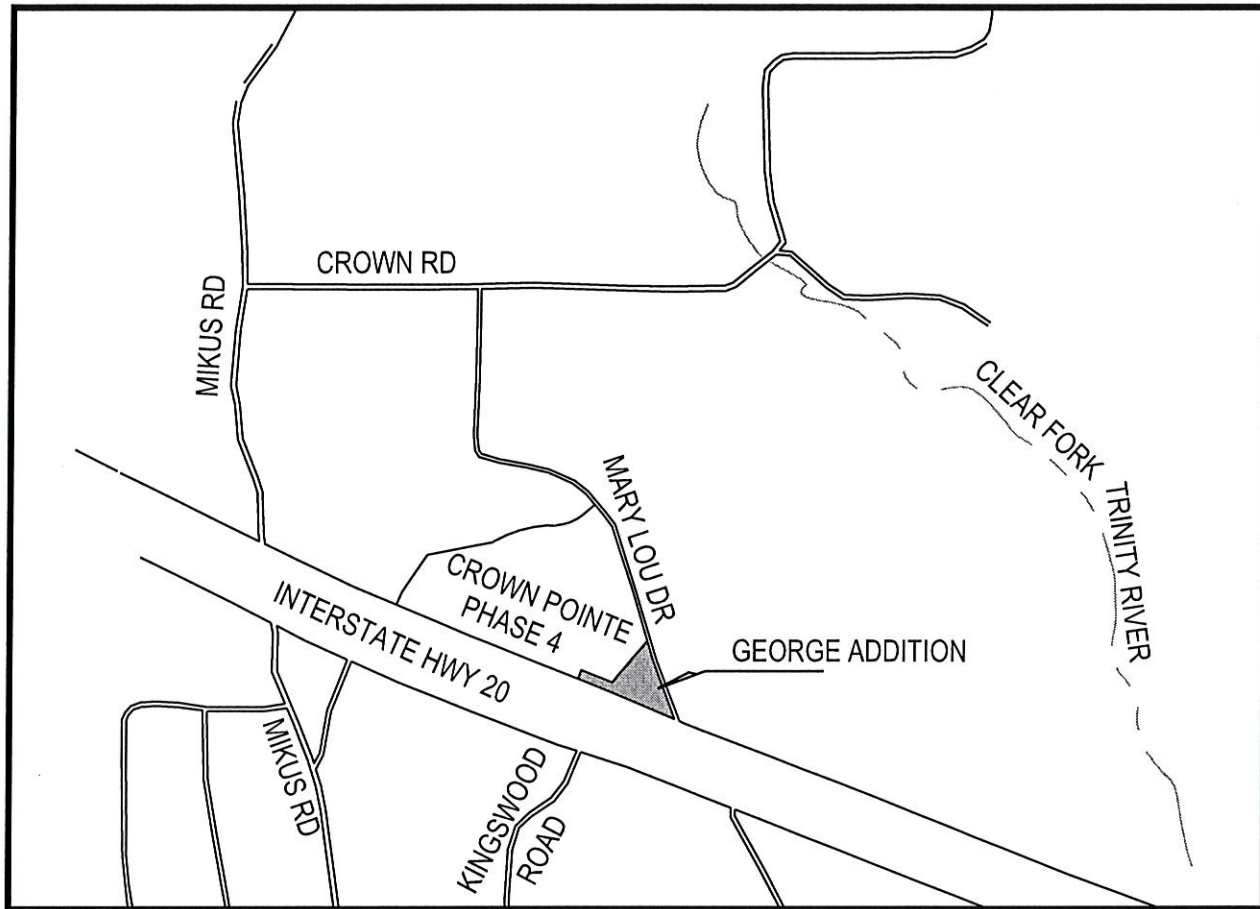 CROWN RD
MIKUS RD
CLEAR FORK
TRINITY RIVER
MARY LOU DR
CROWN POINTE
PHASE 4
GEORGE ADDITION
INTERSTATE HWY 20
MIKUS RD
KINGSWOOD
ROAD